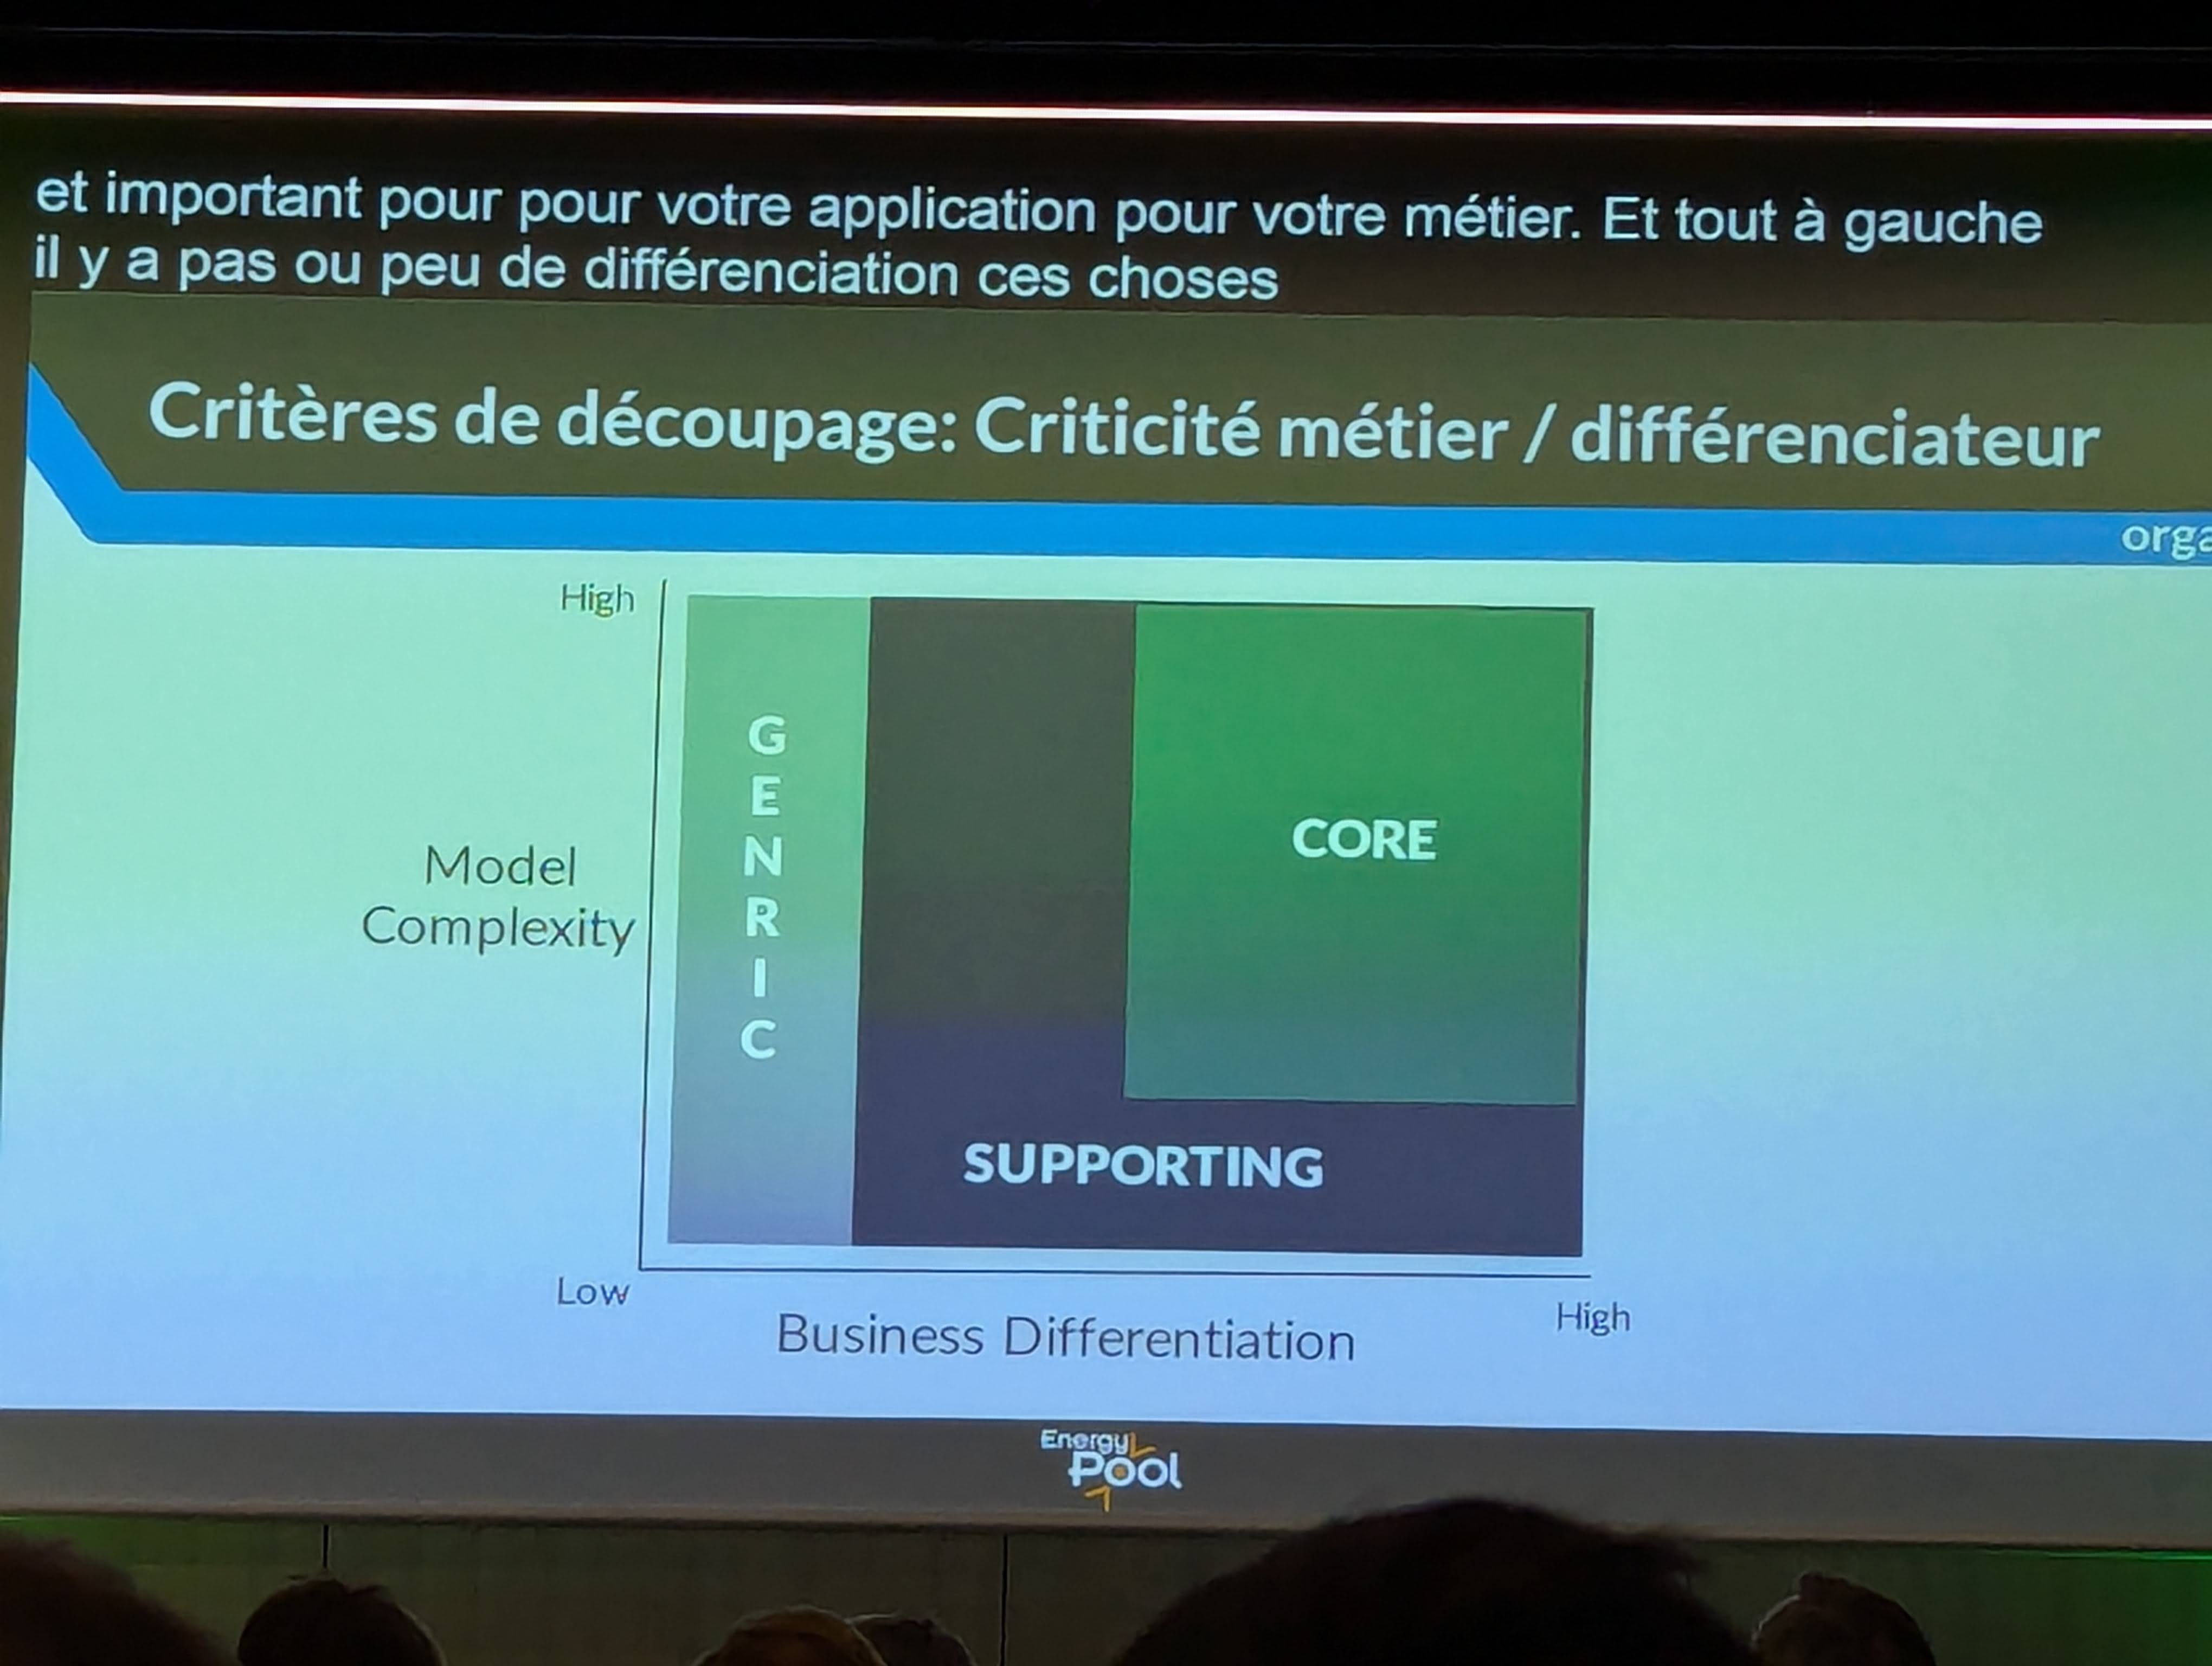 et important pour pour votre application pour votre métier. Et tout à gauche
il y a pas ou peu de différenciation ces choses
Critères de découpage: Criticité métier / différenciateur
orga
High
G
E
N
R
I
C
CORE
Model
Complexity
SUPPORTING
Low
High
Business Differentiation
Energy
Pool